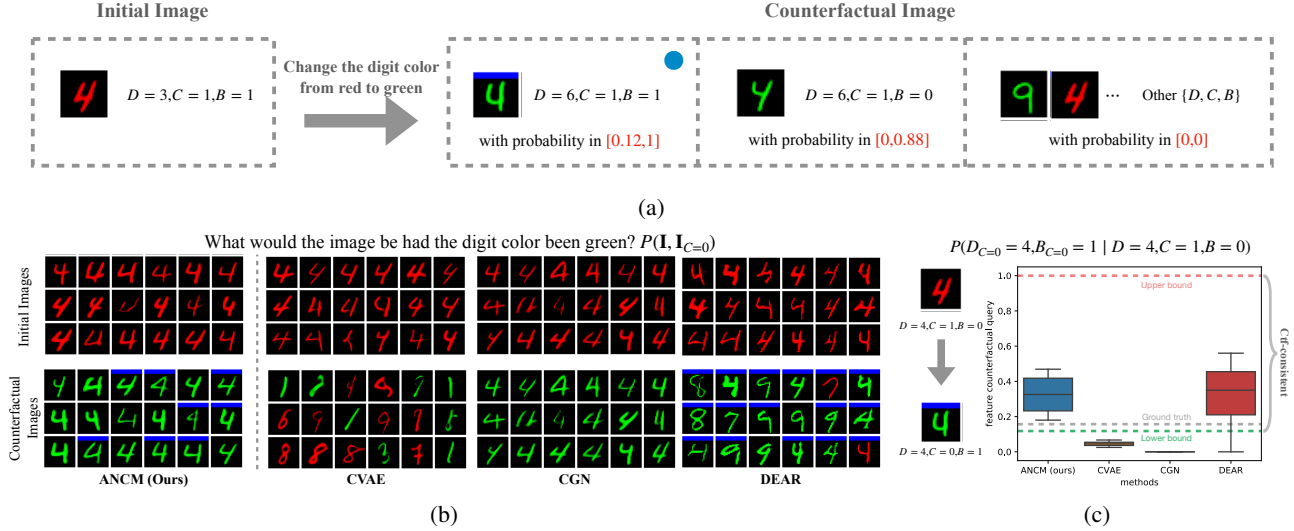 Initial Image
Counterfactual Image
Change the digit color
from red to green
D = 3,C = 1,B = 1
D = 6,C = 1,B = 1
with probability in [0.12,1]
D = 6,C = 1,B = 0
with probability in [0,0.88]
... Other {D, C, B}
with probability in [0,0]
(a)
What would the image be had the digit color been green? P(I, I_{C=0})
Initial Images
Counterfactual
Images
ANCM (Ours)
CVAE
CGN
DEAR
(b)
P(D_{C=0} = 4,B_{C=0} = 1 | D = 4,C = 1,B = 0)
D = 4,C = 1,B = 0
D = 4,C = 0,B = 1
feature counterfactual query
1.0
0.8
0.6
0.4
0.2
0.0
Upper bound
Ground truth
Lower bound
Ctf-consistent
ANCM (ours)
CVAE
CGN
DEAR
methods
(c)